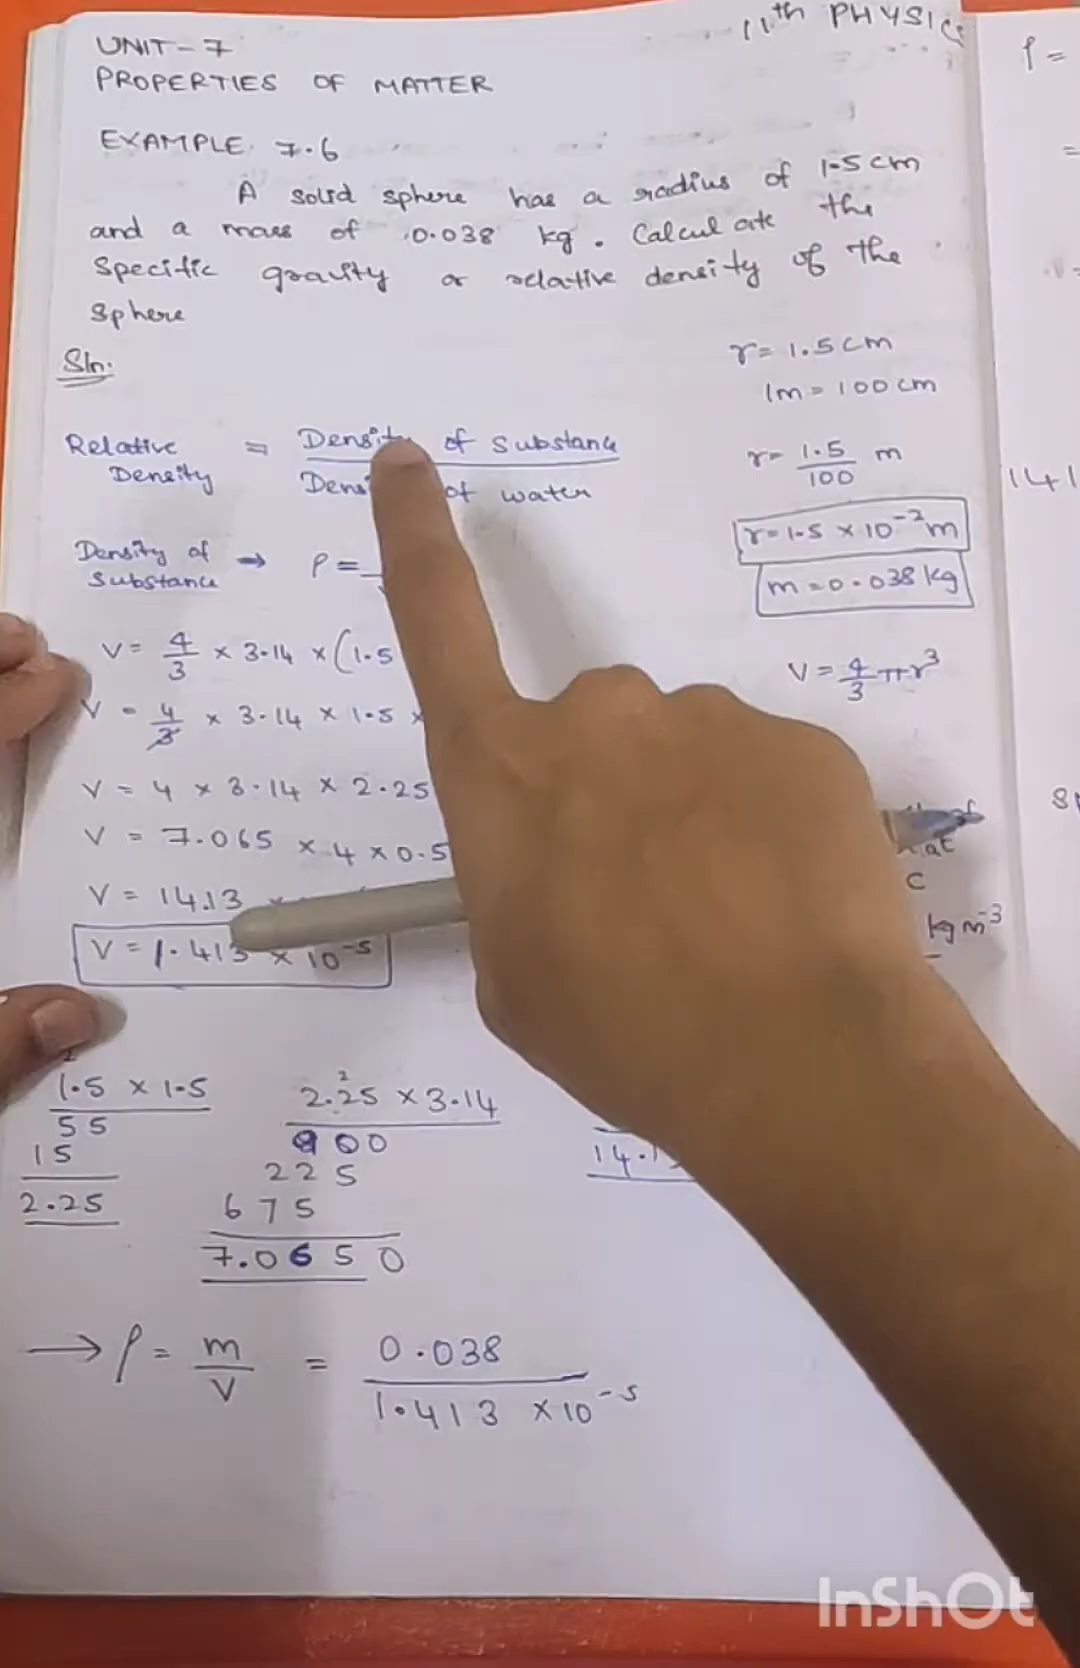 11th PHYSICS
UNIT - 7
PROPERTIES OF MATTER
EXAMPLE 7.6
A solid sphere has a radius of 1.5 cm
and a mass of 0.038 kg. Calculate the
Specific gravity or relative density of the
Sphere
Sln.
r = 1.5 cm
1m = 100 cm
r = 1.5/100 m
r = 1.5 × 10⁻² m
m = 0.038 kg
V = 4/3 πr³
Relative Density = Density of Substance / of water
Density of Substance → ρ =
V = 4/3 × 3.14 × (1.5
V = 4/3 × 3.14 × 1.5 ×
V = 4 × 3.14 × 2.25
V = 7.065 × 4 × 0.5
V = 14.13
V = 1.413 × 10⁻⁵
C
kg m⁻³
1.5 × 1.5
55
15
2.25
2
2.25 × 3.14
900
225
675
7.0650
→ ρ = m/V = 0.038 / 1.413 × 10⁻⁵
ρ =
=
141
InShOt